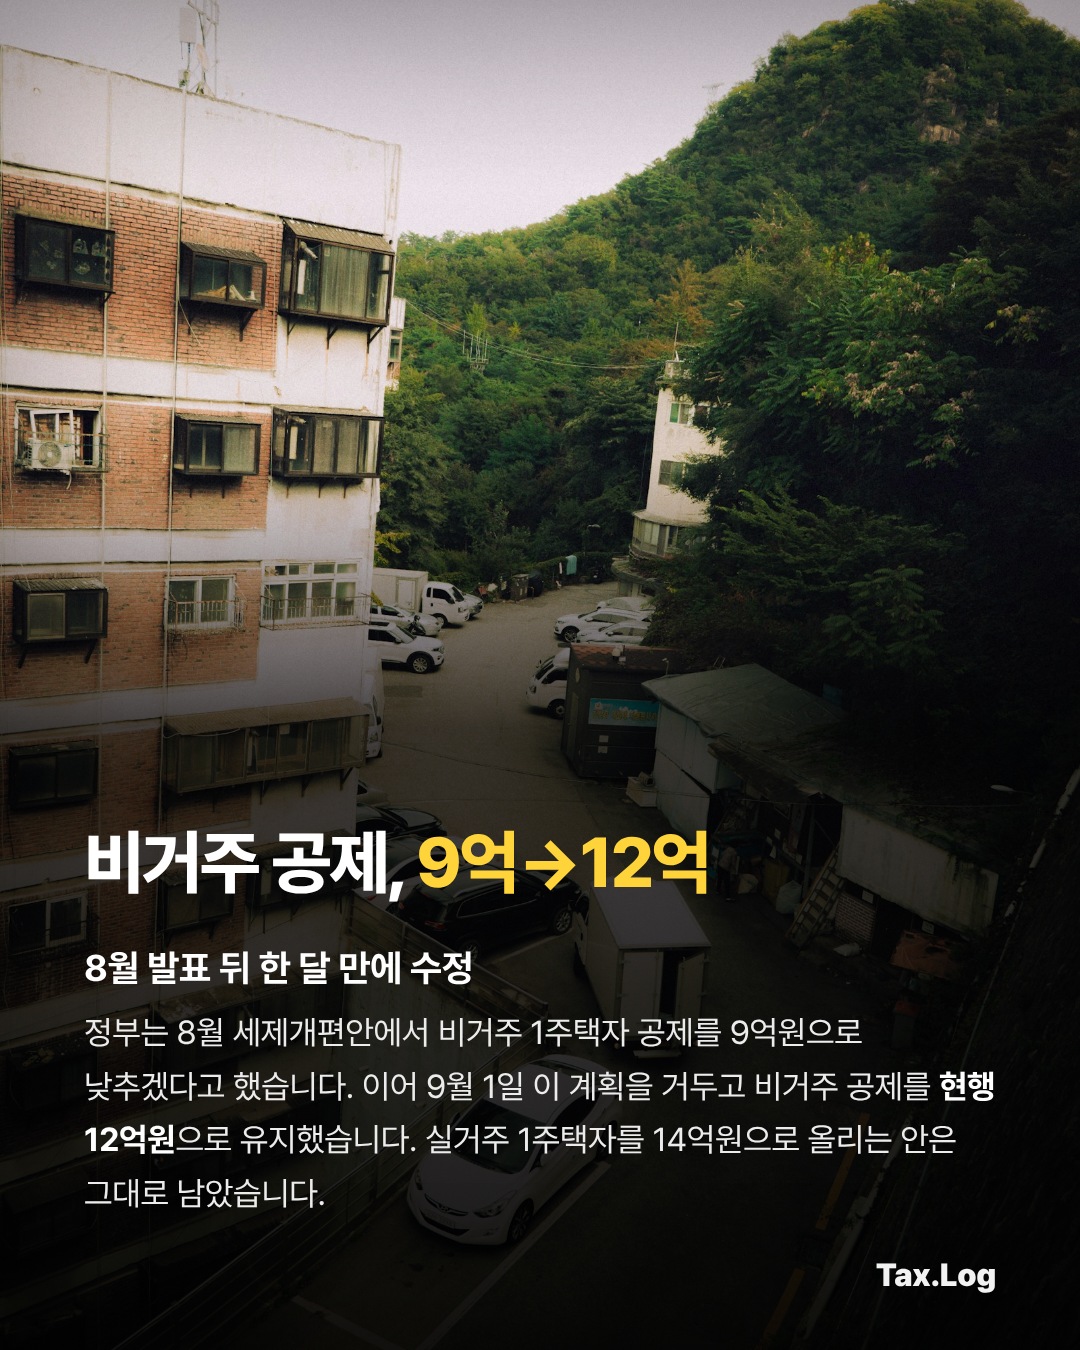 비거주 공제, 9억→12억
8월 발표 뒤 한 달 만에 수정
정부는 8월 세제개편안에서 비거주 1주택자 공제를 9억원으로
낮추겠다고 했습니다. 이어 9월 1일 이 계획을 거두고 비거주 공제를 현행
12억원으로 유지했습니다. 실거주 1주택자를 14억원으로 올리는 안은
그대로 남았습니다.
Tax.Log